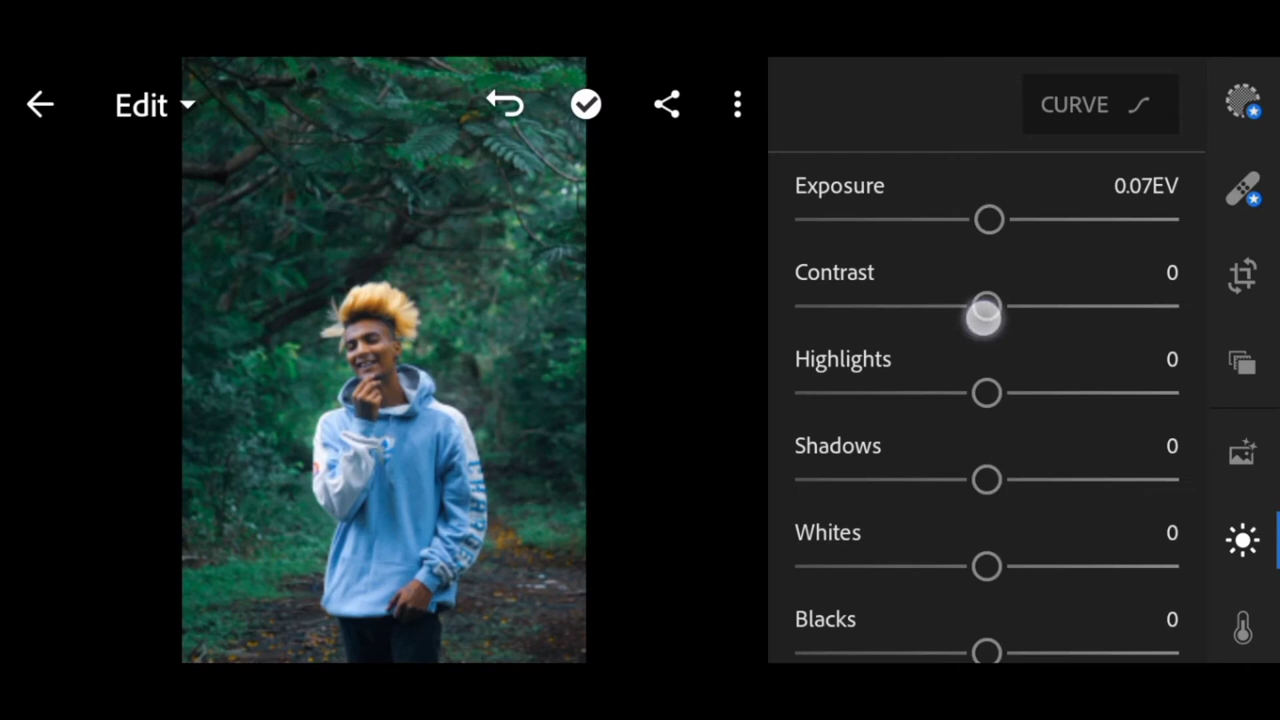 Edit
CURVE
Exposure 0.07EV
Contrast 0
Highlights 0
Shadows 0
Whites 0
Blacks 0